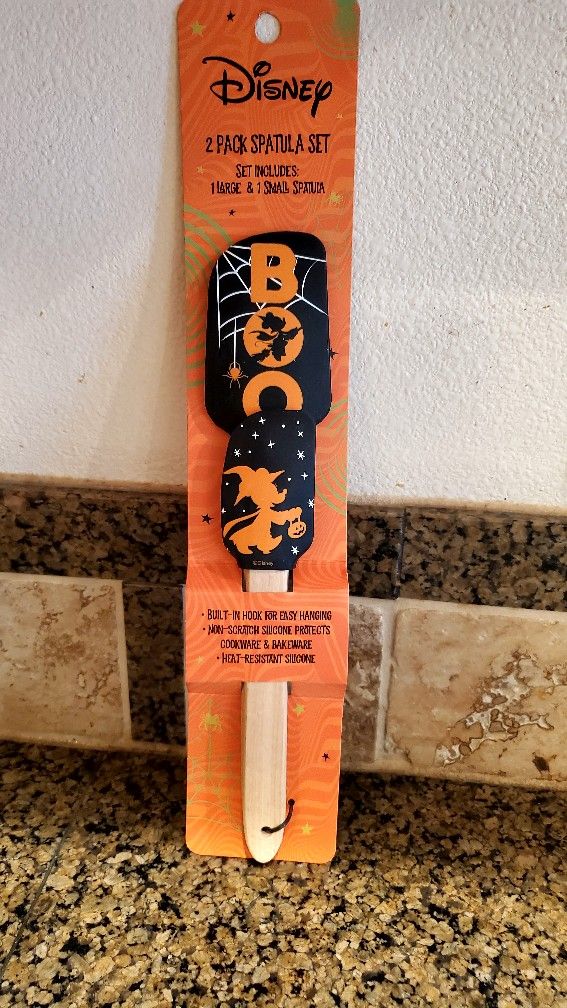 Disney
2 PACK SPATULA SET
SET INCLUDES:
1 LARGE & 1 SMALL SPATULA
B
O
O
©Disney
• BUILT-IN HOOK FOR EASY HANGING
• NON-SCRATCH SILICONE PROTECTS
COOKWARE & BAKEWARE
• HEAT-RESISTANT SILICONE